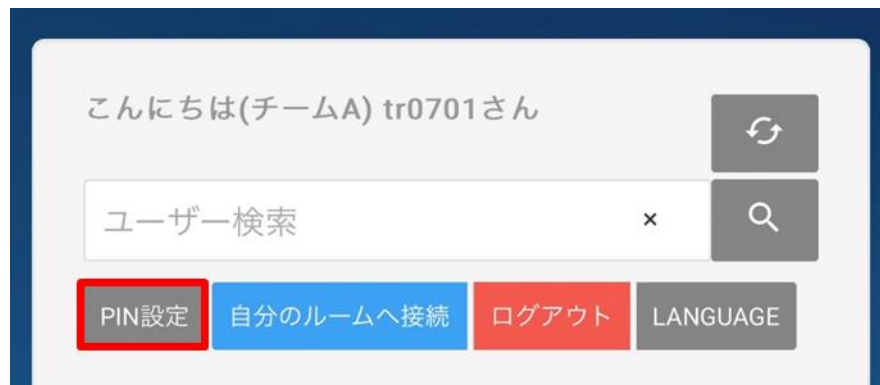 こんにちは(チームA) tr0701さん
ユーザー検索 ×
PIN設定 自分のルームへ接続 ログアウト LANGUAGE